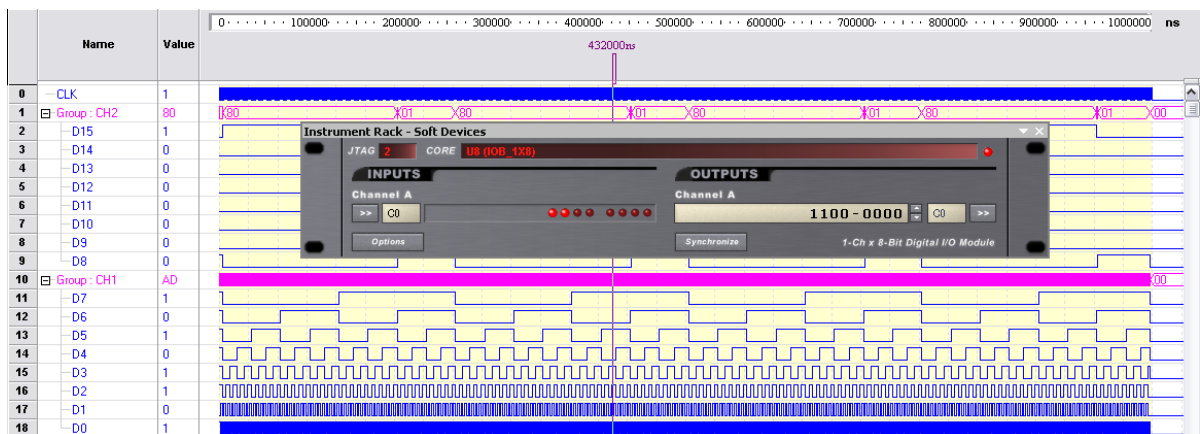 0 100000 200000 300000 400000 500000 600000 700000 800000 900000 1000000 ns
Name Value
432000ns
0 CLK 1
1 Group : CH2 80 80 01 80 01 80 01 80 01 00
2 D15 1
Instrument Rack - Soft Devices
3 D14 0
JTAG 2 CORE U8 (IOB_1X8)
4 D13 0
INPUTS OUTPUTS
5 D12 0
Channel A Channel A
6 D11 0
>> C0 1100-0000 C0 >>
7 D10 0
8 D9 0
Options Synchronize 1-Ch x 8-Bit Digital I/O Module
9 D8 0
10 Group : CH1 AD 00
11 D7 1
12 D6 0
13 D5 1
14 D4 0
15 D3 1
16 D2 1
17 D1 0
18 D0 1